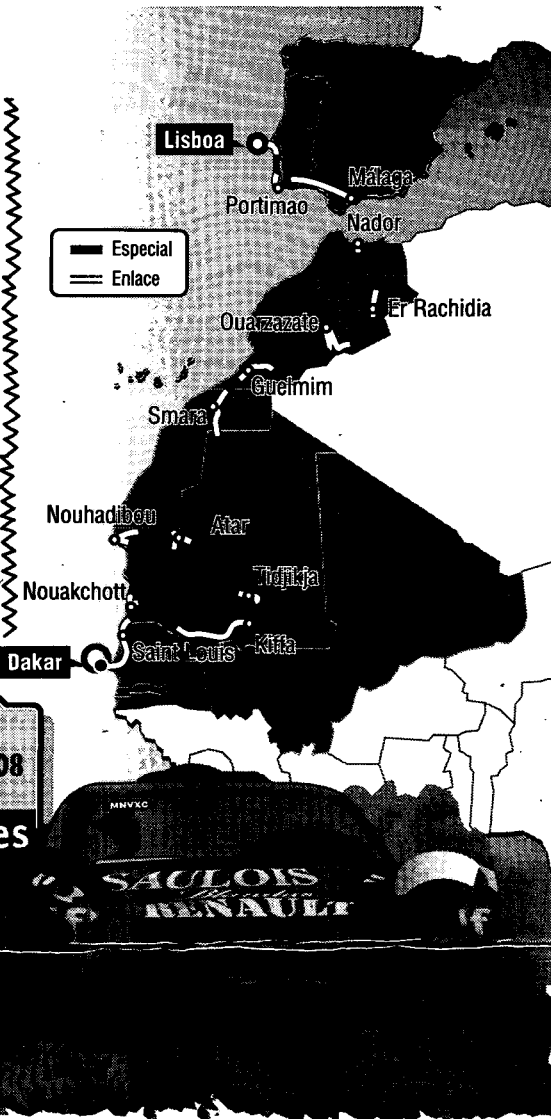 Lisboa
Portimao
Málaga
Nador
Especial
Enlace
Er Rachidia
Ouarzazate
Guelmim
Smara
Nouhadibou
Atar
Tidjikja
Nouakchott
Saint Louis
Kiffa
Dakar
08
es
MNVXC
SAULOIS
RENAULT